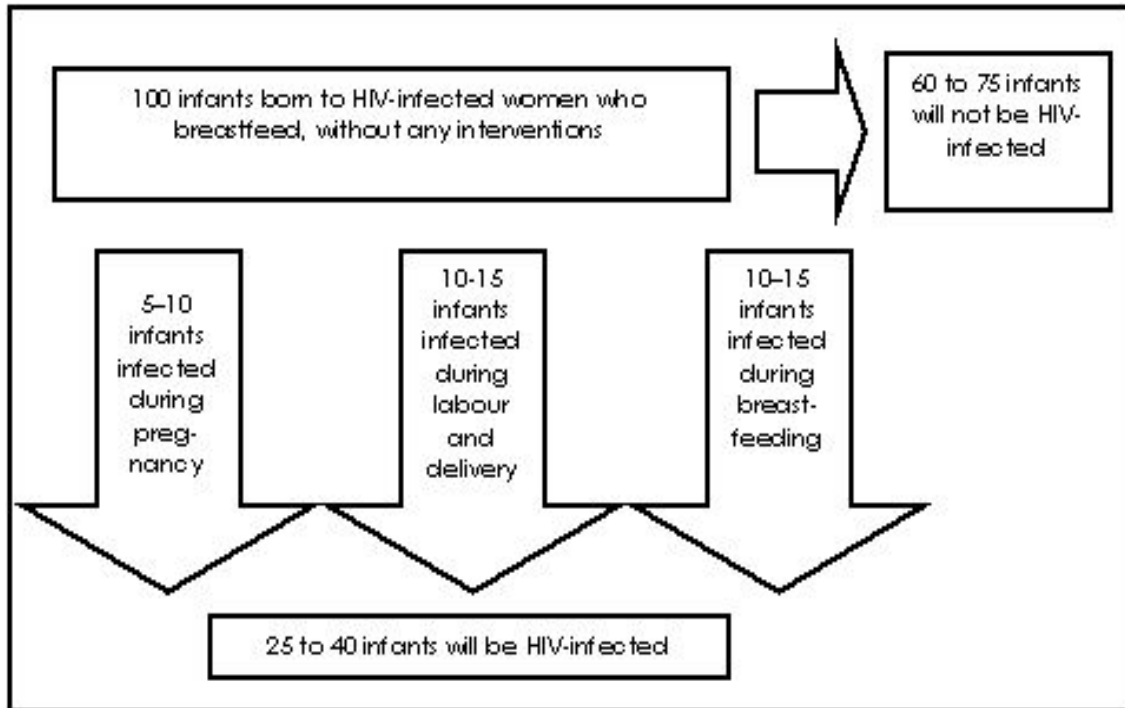 100 infants born to HIV-infected women who
breastfeed, without any interventions
60 to 75 infants
will not be HIV-
infected
5–10
infants
infected
during
preg-
nancy
10-15
infants
infected
during
labour
and
delivery
10–15
infants
infected
during
breast-
feeding
25 to 40 infants will be HIV-infected